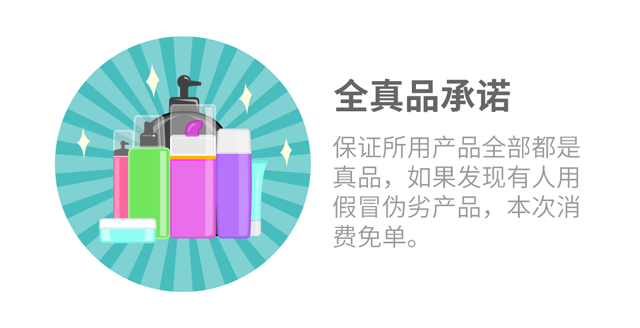 全真品承诺
保证所用产品全部都是
真品，如果发现有人用
假冒伪劣产品，本次消
费免单。